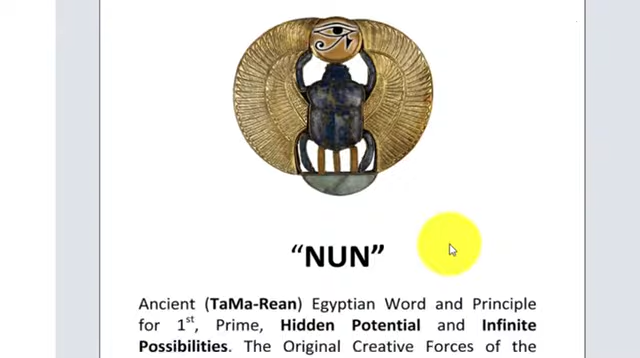 “NUN”
Ancient (TaMa-Rean) Egyptian Word and Principle
for 1st, Prime, Hidden Potential and Infinite
Possibilities. The Original Creative Forces of the